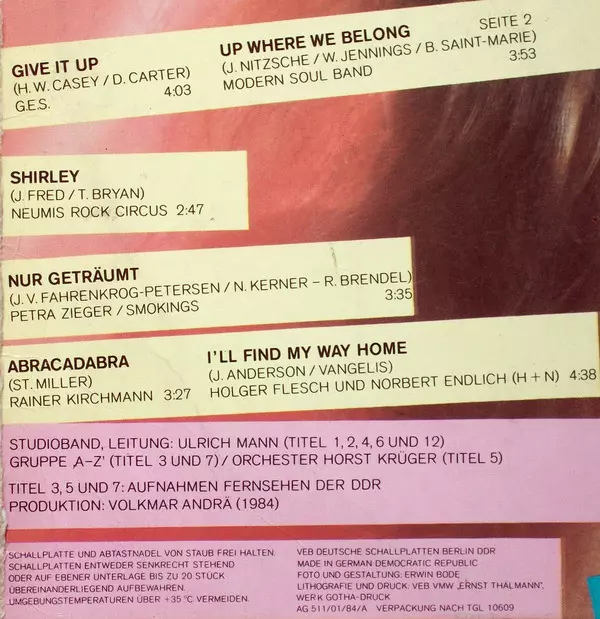 GIVE IT UP
(H. W. CASEY / D. CARTER)
G.E.S. 4:03
SEITE 2
UP WHERE WE BELONG
(J. NITZSCHE / W. JENNINGS / B. SAINT-MARIE)
MODERN SOUL BAND 3:53
SHIRLEY
(J. FRED / T. BRYAN)
NEUMIS ROCK CIRCUS 2:47
NUR GETRÄUMT
(J. V. FAHRENKROG-PETERSEN / N. KERNER – R. BRENDEL)
PETRA ZIEGER / SMOKINGS 3:35
ABRACADABRA
(ST. MILLER)
RAINER KIRCHMANN 3:27
I'LL FIND MY WAY HOME
(J. ANDERSON / VANGELIS)
HOLGER FLESCH UND NORBERT ENDLICH (H + N) 4:38
STUDIOBAND, LEITUNG: ULRICH MANN (TITEL 1, 2, 4, 6 UND 12)
GRUPPE ‚A–Z' (TITEL 3 UND 7) / ORCHESTER HORST KRÜGER (TITEL 5)
TITEL 3, 5 UND 7: AUFNAHMEN FERNSEHEN DER DDR
PRODUKTION: VOLKMAR ANDRÄ (1984)
SCHALLPLATTE UND ABTASTNADEL VON STAUB FREI HALTEN.
SCHALLPLATTEN ENTWEDER SENKRECHT STEHEND
ODER AUF EBENER UNTERLAGE BIS ZU 20 STÜCK
ÜBEREINANDERLIEGEND AUFBEWAHREN.
UMGEBUNGSTEMPERATUREN ÜBER +35 °C VERMEIDEN.
VEB DEUTSCHE SCHALLPLATTEN BERLIN DDR
MADE IN GERMAN DEMOCRATIC REPUBLIC
FOTO UND GESTALTUNG: ERWIN BODE
LITHOGRAFIE UND DRUCK: VEB VMW „ERNST THÄLMANN",
WERK GOTHA-DRUCK
AG 511/01/84/A VERPACKUNG NACH TGL 10609